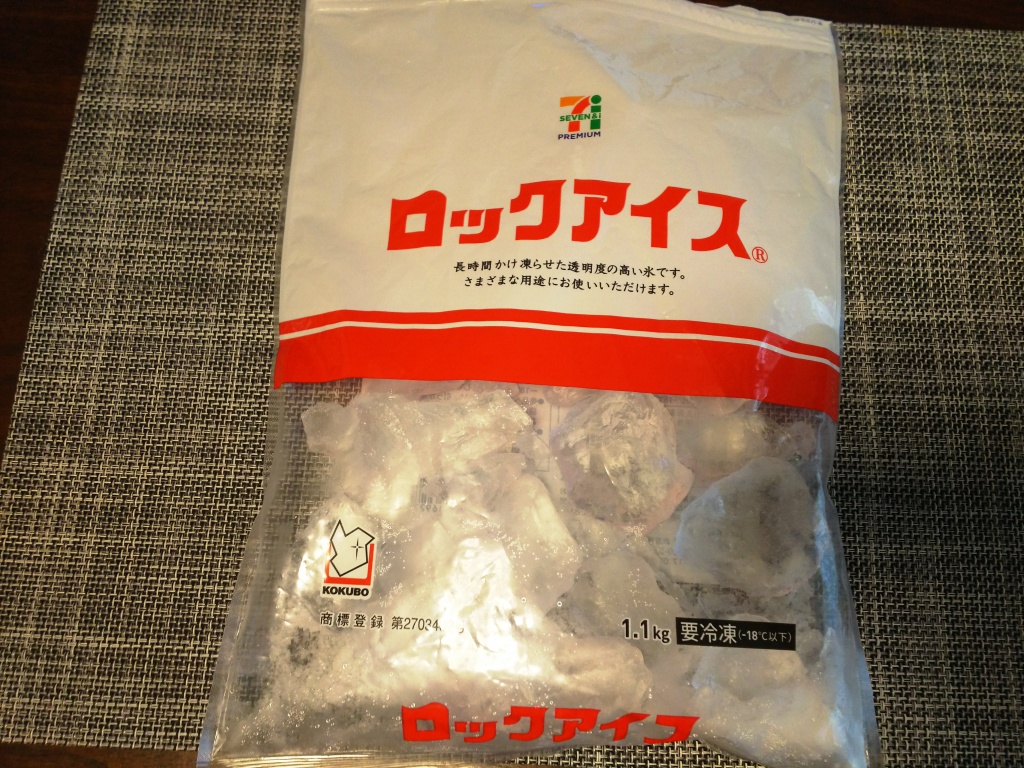 SEVEN&i
PREMIUM
ロックアイス®
長時間かけ凍らせた透明度の高い氷です。
さまざまな用途にお使いいただけます。
KOKUBO
商標登録
1.1kg 要冷凍(-18℃以下)
ロックアイス